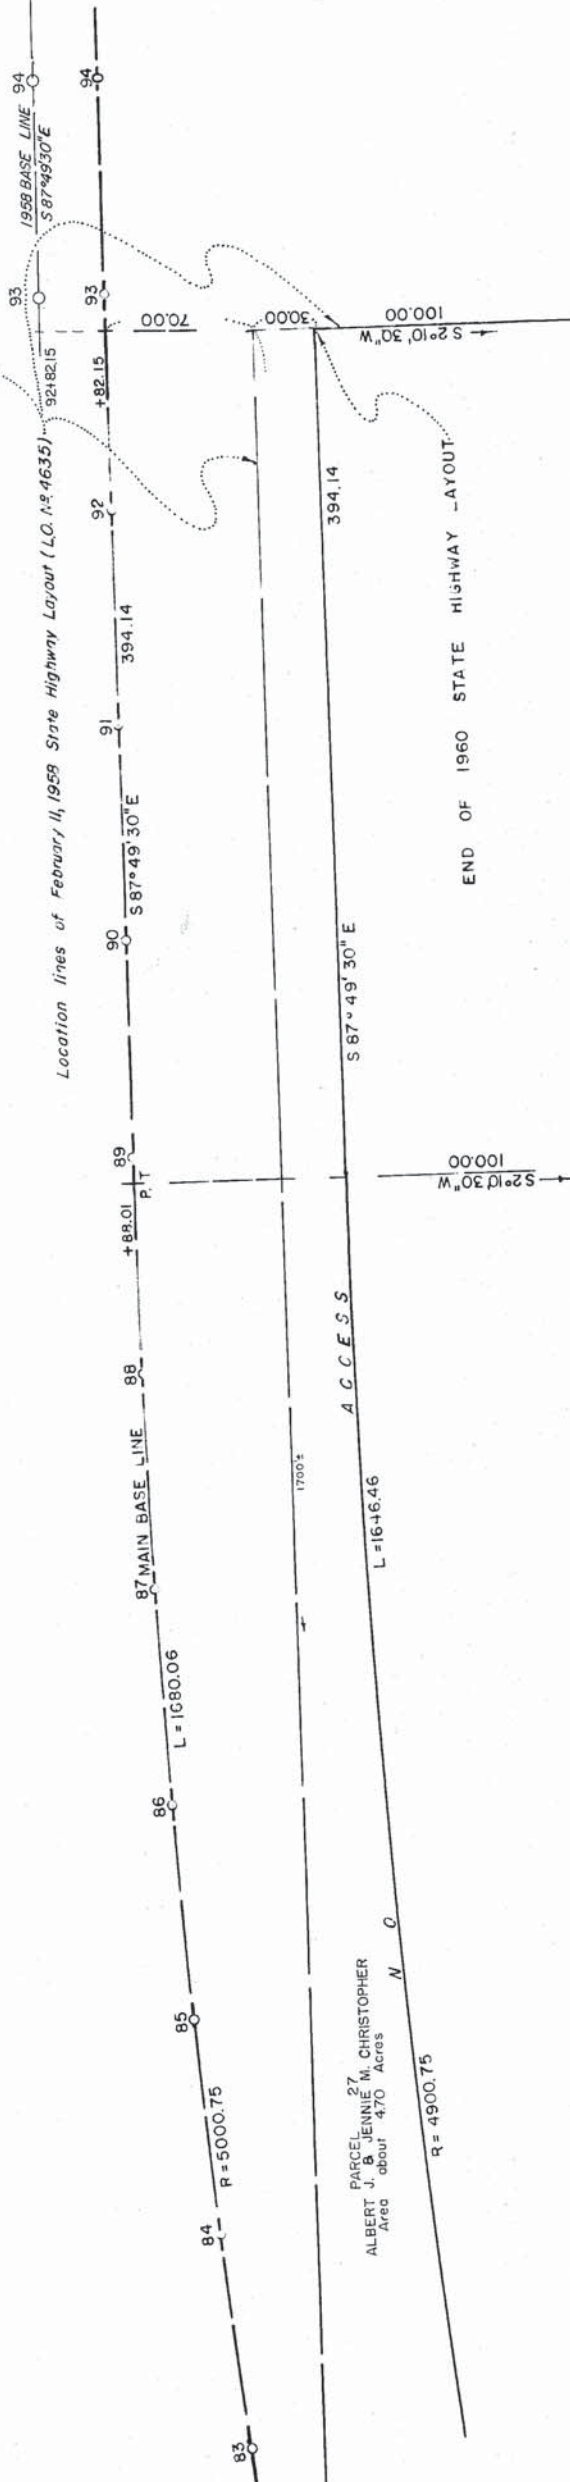 1958 BASE LINE
S 87°49'30"E
94
93
92+82.15
94
93
+82.15
92
394.14
91
S 87° 49' 30" E
90
89
P. T
+88.01
88
MAIN BASE LINE
87
L = 1680.06
86
85
R = 5000.75
84
83
Location lines of February 11, 1958 State Highway Layout (L.O. No 4635)
70.00
30.00
100.00
S 2° 10' 30" W
394.14
S 87° 49' 30" E
END OF 1960 STATE HIGHWAY LAYOUT
100.00
S 2° 10' 30" W
1700'±
NO ACCESS
L = 1646.46
R = 4900.75
PARCEL 27
ALBERT J. & JENNIE M. CHRISTOPHER
Area about 4.70 Acres